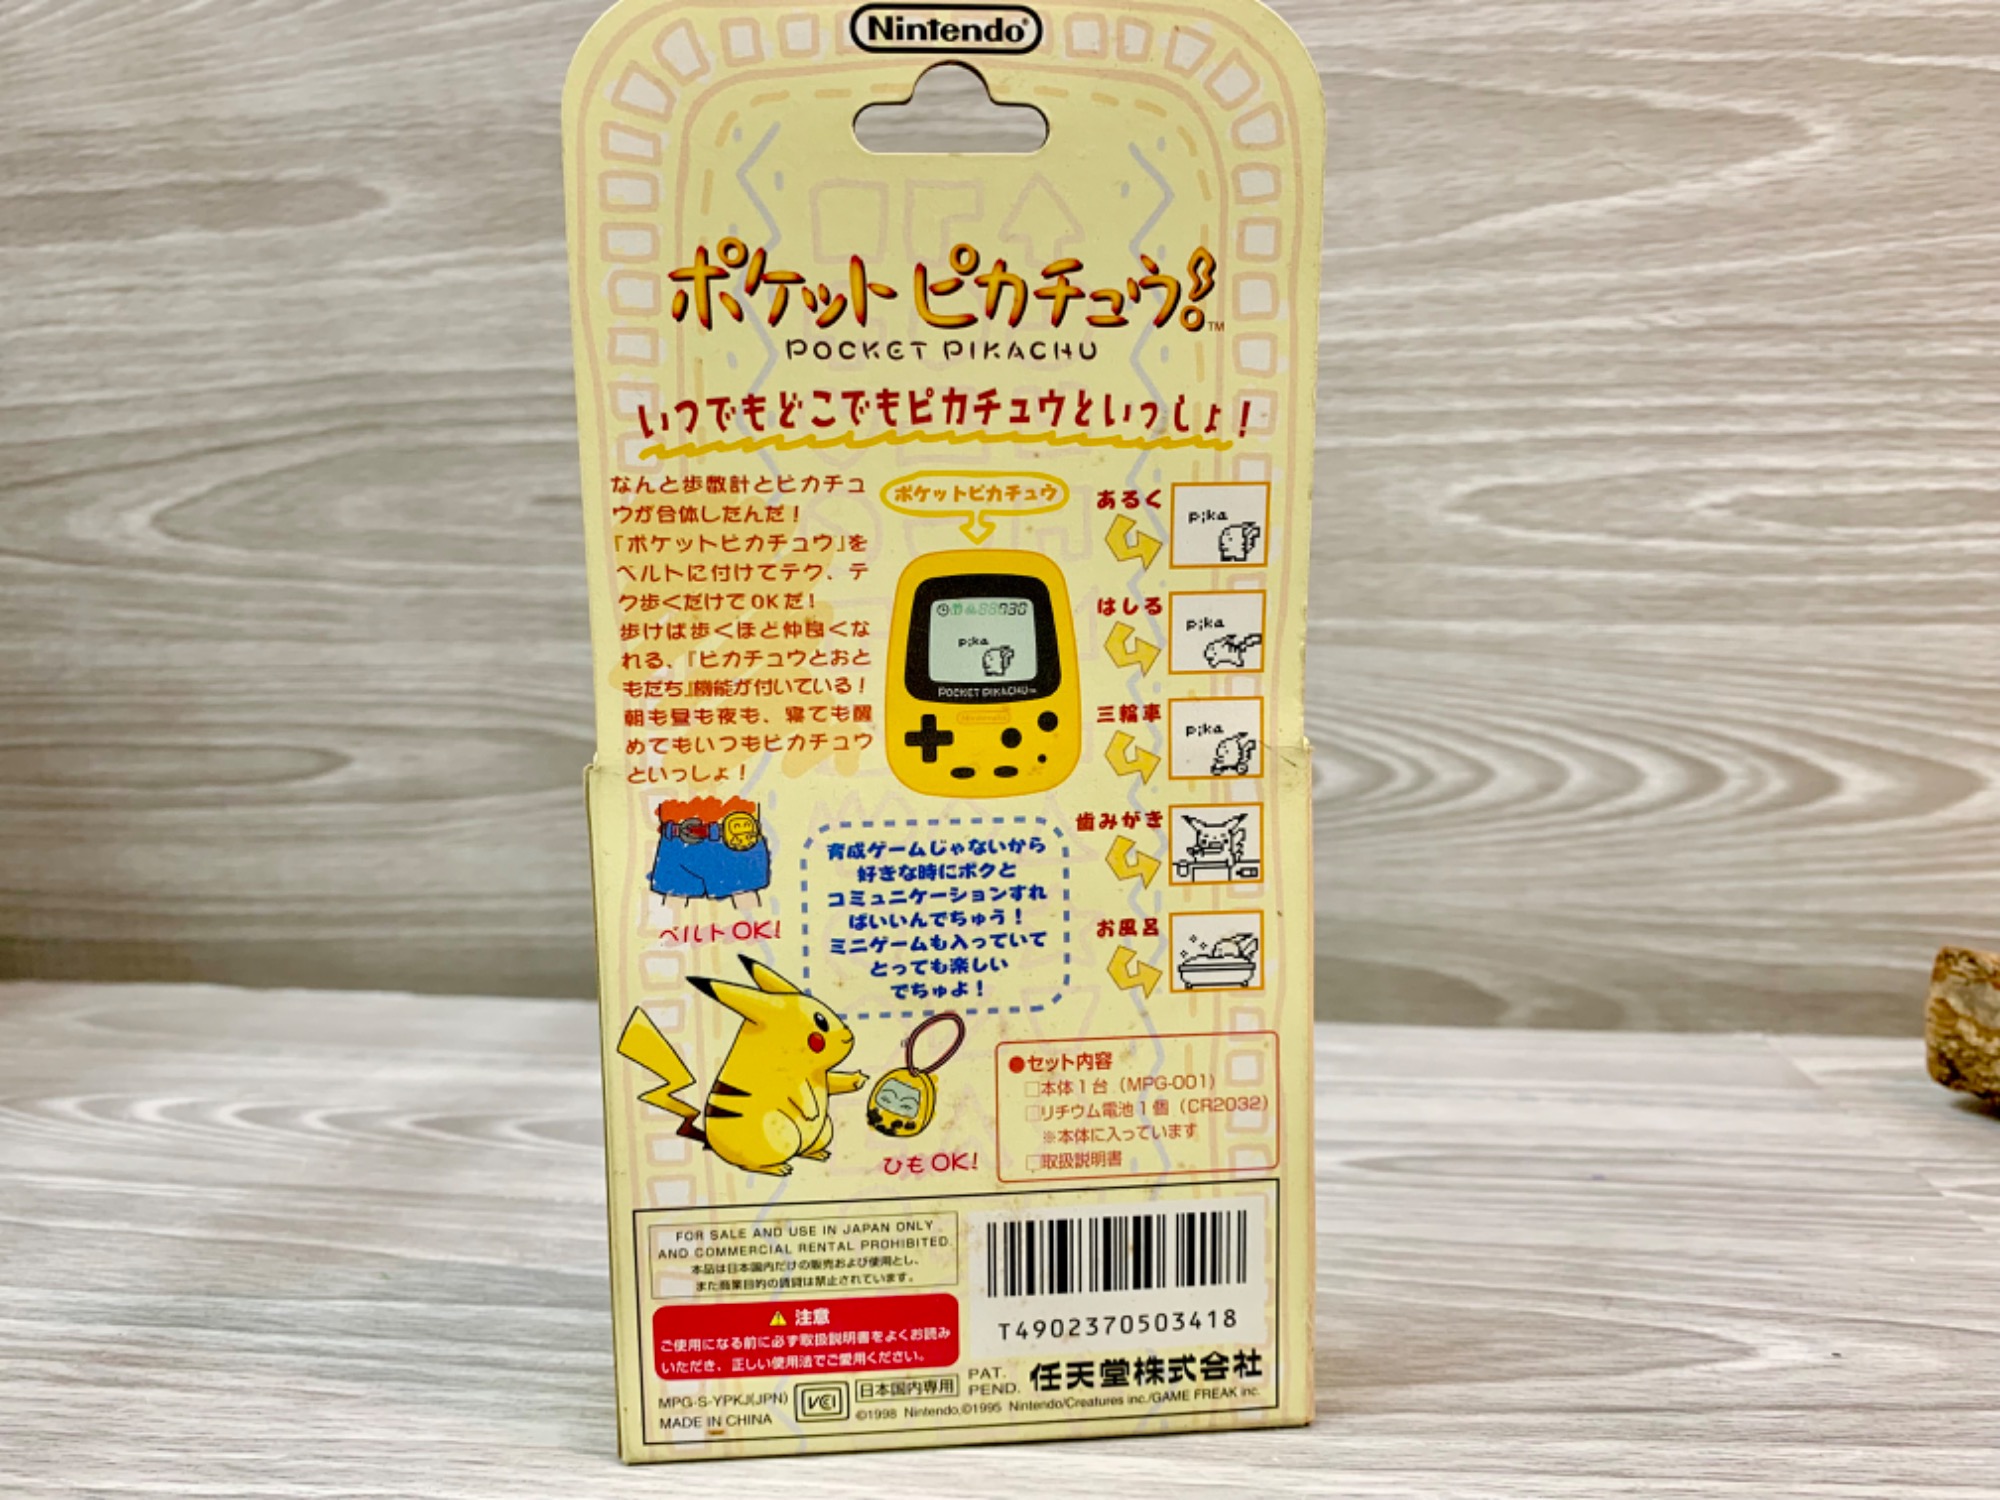 Nintendo
ポケットピカチュウ!™
POCKET PIKACHU
いつでもどこでもピカチュウといっしょ!
なんと歩数計とピカチュ
ウが合体したんだ!
『ポケットピカチュウ』を
ベルトに付けてテク、テ
ク歩くだけでOKだ!
歩けば歩くほど仲良くな
れる、『ピカチュウとおと
もだち』機能が付いている!
朝も昼も夜も、寝ても醒
めてもいつもピカチュウ
といっしょ!
ベルトOK!
ポケットピカチュウ
pika
POCKET PIKACHU
Nintendo
育成ゲームじゃないから
好きな時にボクと
コミュニケーションすれ
ばいいんでちゅう!
ミニゲームも入っていて
とっても楽しい
でちゅよ!
ひもOK!
あるく
pika
はしる
pika
三輪車
pika
歯みがき
お風呂
●セット内容
□本体1台(MPG-001)
□リチウム電池1個(CR2032)
※本体に入っています
□取扱説明書
FOR SALE AND USE IN JAPAN ONLY
AND COMMERCIAL RENTAL PROHIBITED.
本品は日本国内だけの販売および使用とし、
また商業目的の賃貸は禁止されています。
⚠ 注意
ご使用になる前に必ず取扱説明書をよくお読み
いただき、正しい使用法でご愛用ください。
T4902370503418
MPG-S-YPKJ(JPN)
MADE IN CHINA
VCI
日本国内専用
PAT.
PEND.
任天堂株式会社
©1998 Nintendo,©1995 Nintendo/Creatures inc./GAME FREAK inc.